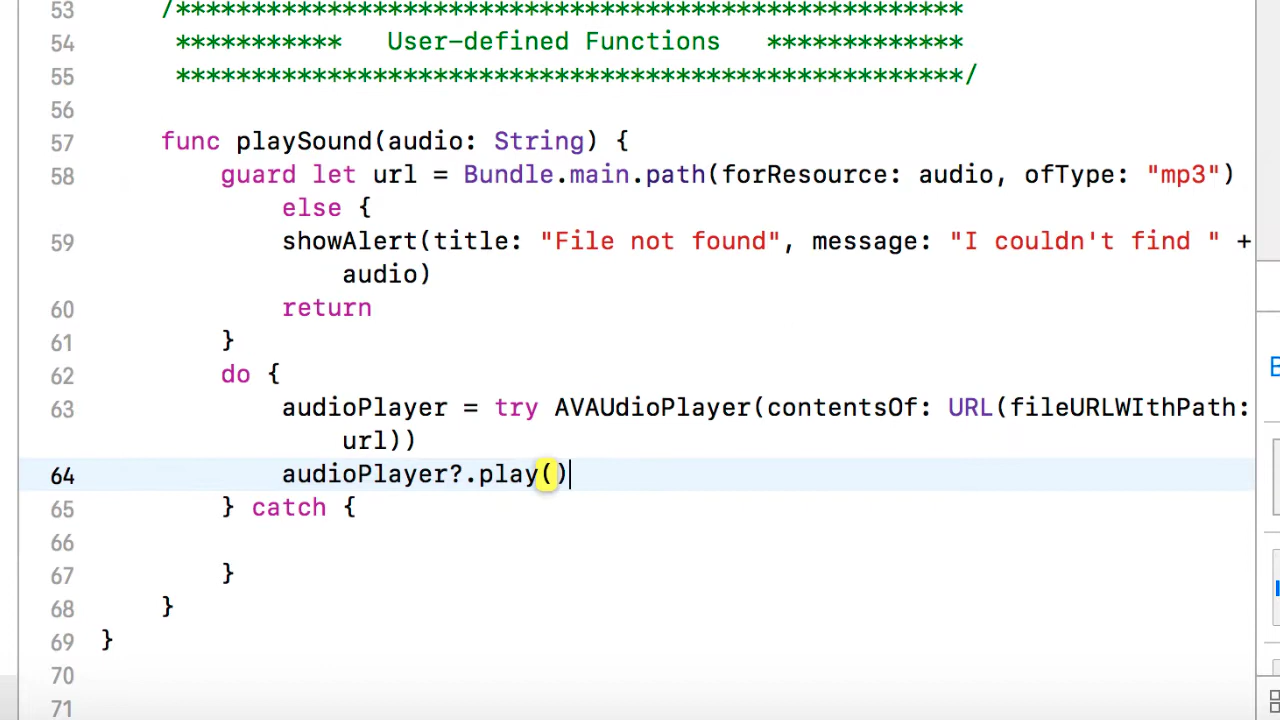 53 /****************************************************
54 *********** User-defined Functions *************
55 ****************************************************/
56
57 func playSound(audio: String) {
58 guard let url = Bundle.main.path(forResource: audio, ofType: "mp3")
else {
59 showAlert(title: "File not found", message: "I couldn't find " +
audio)
60 return
61 }
62 do {
63 audioPlayer = try AVAUdioPlayer(contentsOf: URL(fileURLWIthPath:
url))
64 audioPlayer?.play()
65 } catch {
66
67 }
68 }
69 }
70
71